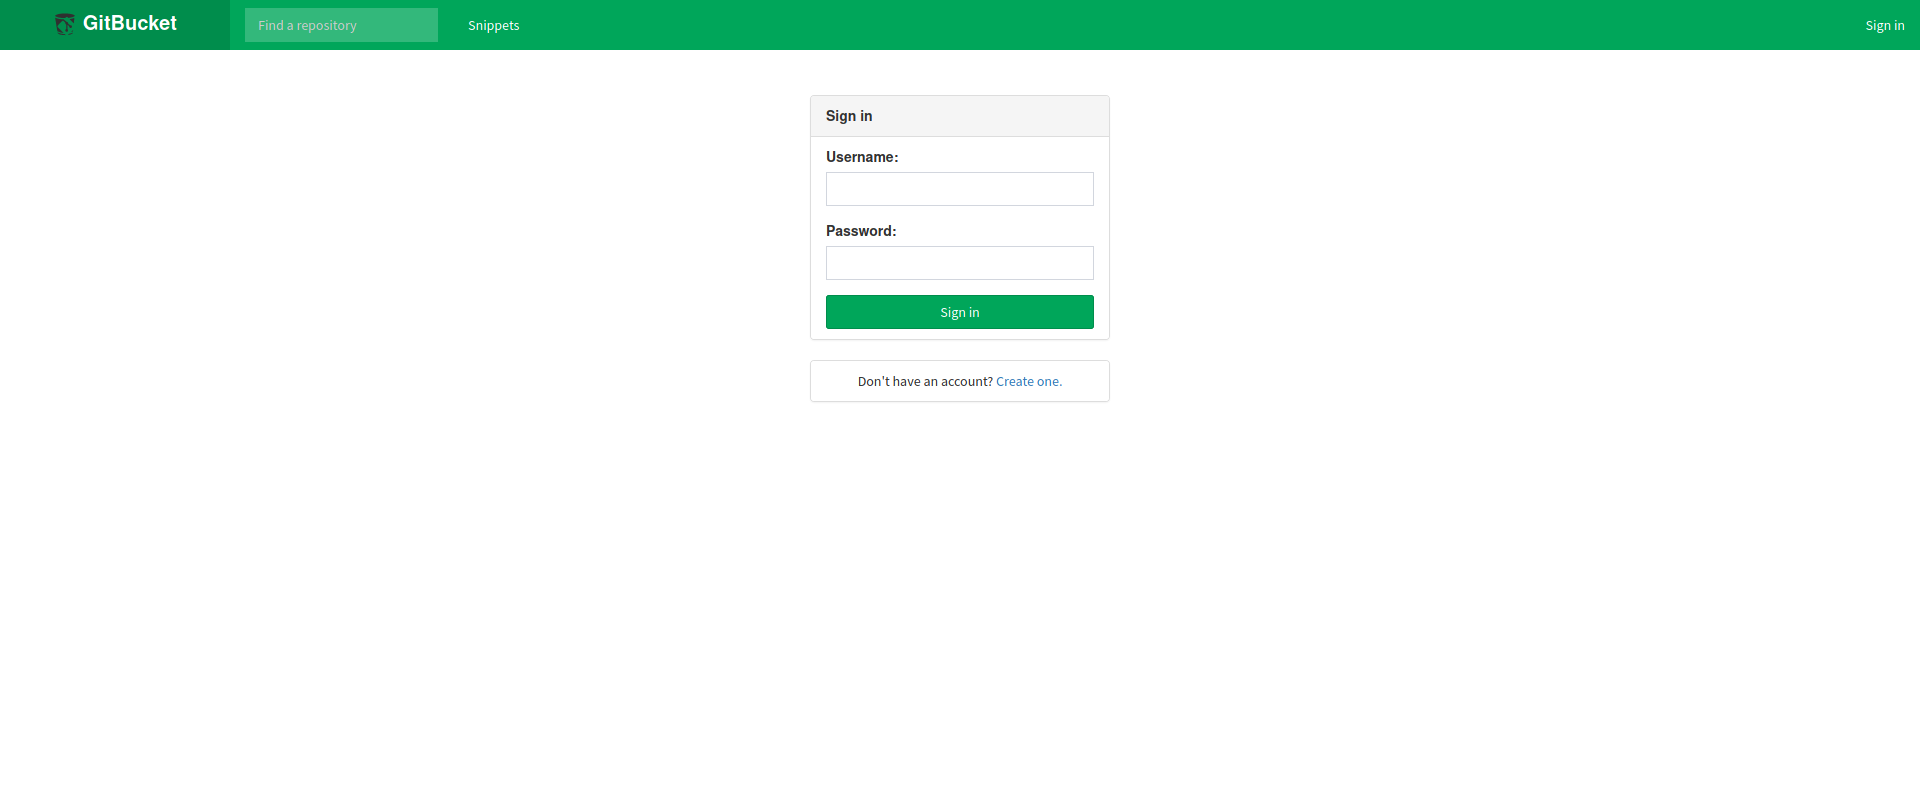 GitBucket
Find a repository
Snippets
Sign in
Sign in
Username:
Password:
Sign in
Don't have an account? Create one.